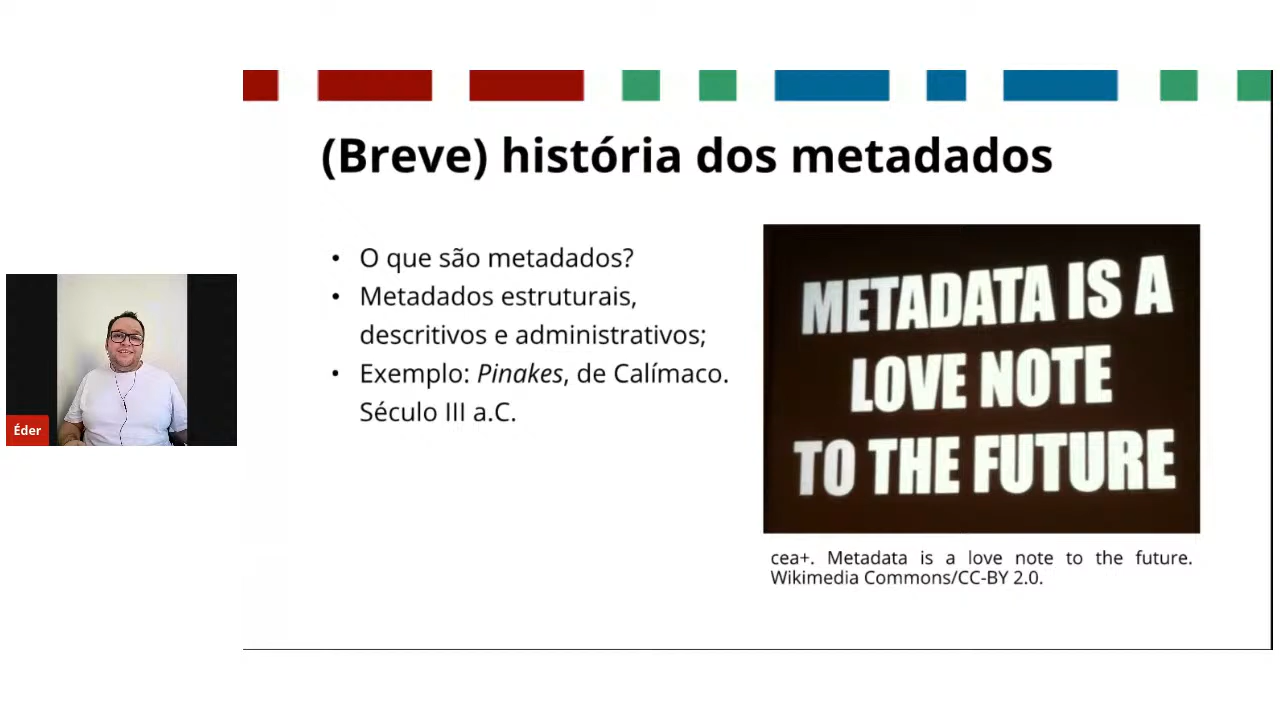 (Breve) história dos metadados
• O que são metadados?
• Metadados estruturais,
descritivos e administrativos;
• Exemplo: Pinakes, de Calímaco.
Século III a.C.
METADATA IS A
LOVE NOTE
TO THE FUTURE
cea+. Metadata is a love note to the future.
Wikimedia Commons/CC-BY 2.0.
Éder